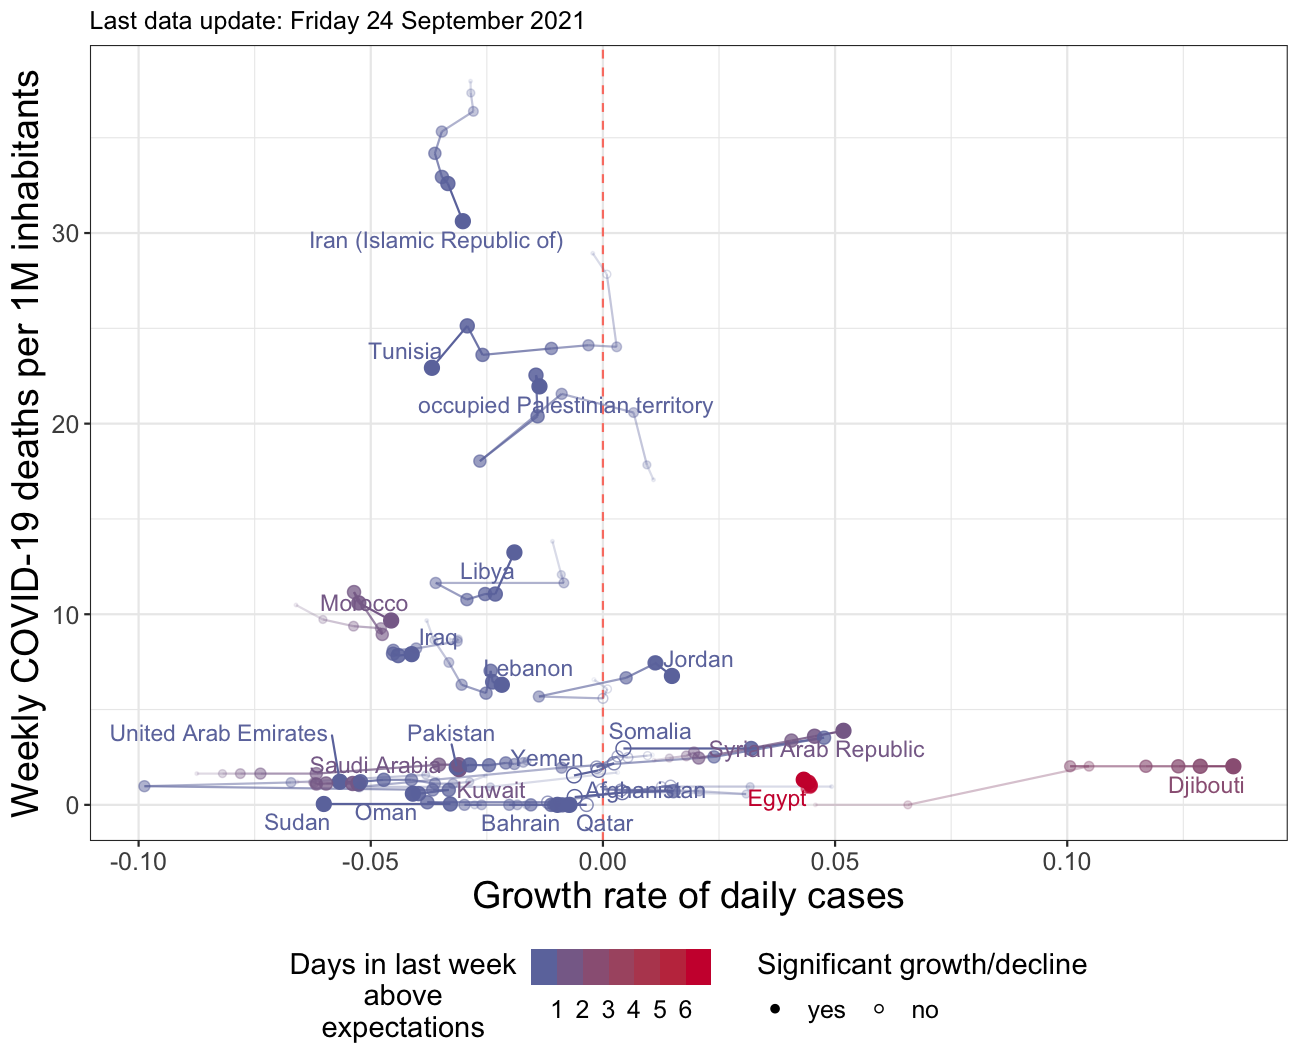 Last data update: Friday 24 September 2021
Weekly COVID-19 deaths per 1M inhabitants
30
20
10
0
Iran (Islamic Republic of)
Tunisia
occupied Palestinian territory
Libya
Morocco
Iraq
Lebanon
Jordan
United Arab Emirates
Pakistan
Somalia
Saudi Arabia
Yemen
Syrian Arab Republic
Kuwait
Afghanistan
Egypt
Djibouti
Sudan
Oman
Bahrain
Qatar
-0.10
-0.05
0.00
0.05
0.10
Growth rate of daily cases
Days in last week
above
expectations
1 2 3 4 5 6
Significant growth/decline
yes
no